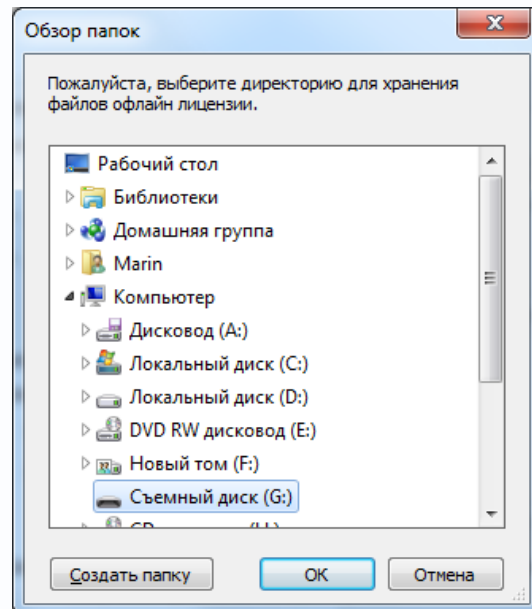 Обзор папок
Пожалуйста, выберите директорию для хранения
файлов офлайн лицензии.
Рабочий стол
Библиотеки
Домашняя группа
Marin
Компьютер
Дисковод (A:)
Локальный диск (C:)
Локальный диск (D:)
DVD RW дисковод (E:)
Новый том (F:)
Съемный диск (G:)
Создать папку
ОК
Отмена